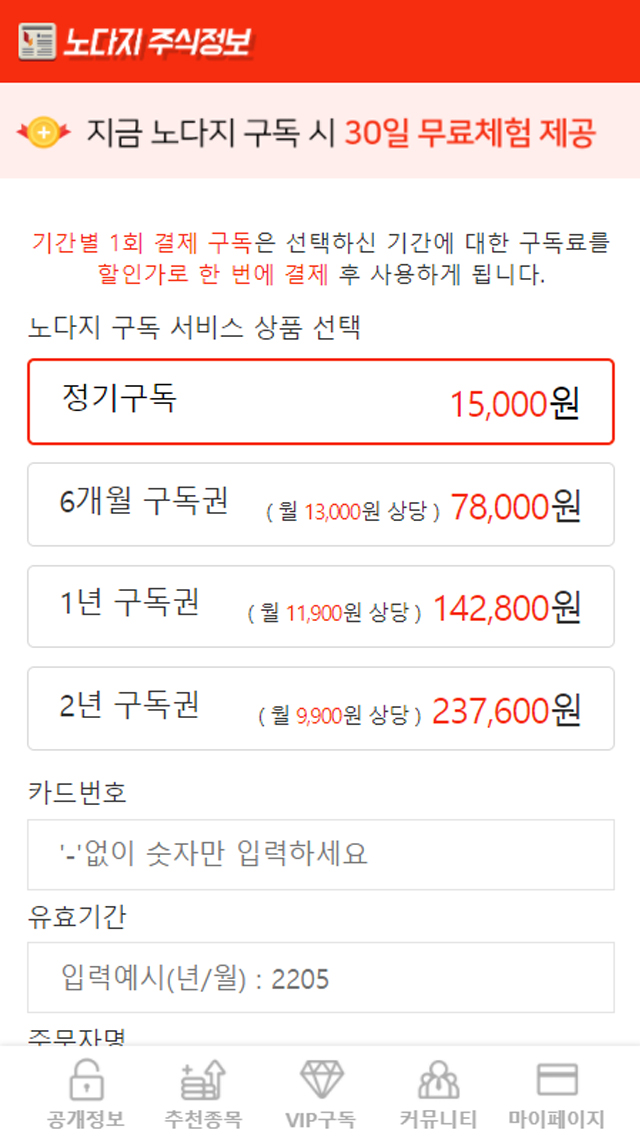 노다지 주식정보
지금 노다지 구독 시 30일 무료체험 제공
기간별 1회 결제 구독은 선택하신 기간에 대한 구독료를
할인가로 한 번에 결제 후 사용하게 됩니다.
노다지 구독 서비스 상품 선택
정기구독 15,000원
6개월 구독권 ( 월 13,000원 상당 ) 78,000원
1년 구독권 ( 월 11,900원 상당 ) 142,800원
2년 구독권 ( 월 9,900원 상당 ) 237,600원
카드번호
'-'없이 숫자만 입력하세요
유효기간
입력예시(년/월) : 2205
주문자명
공개정보 추천종목 VIP구독 커뮤니티 마이페이지